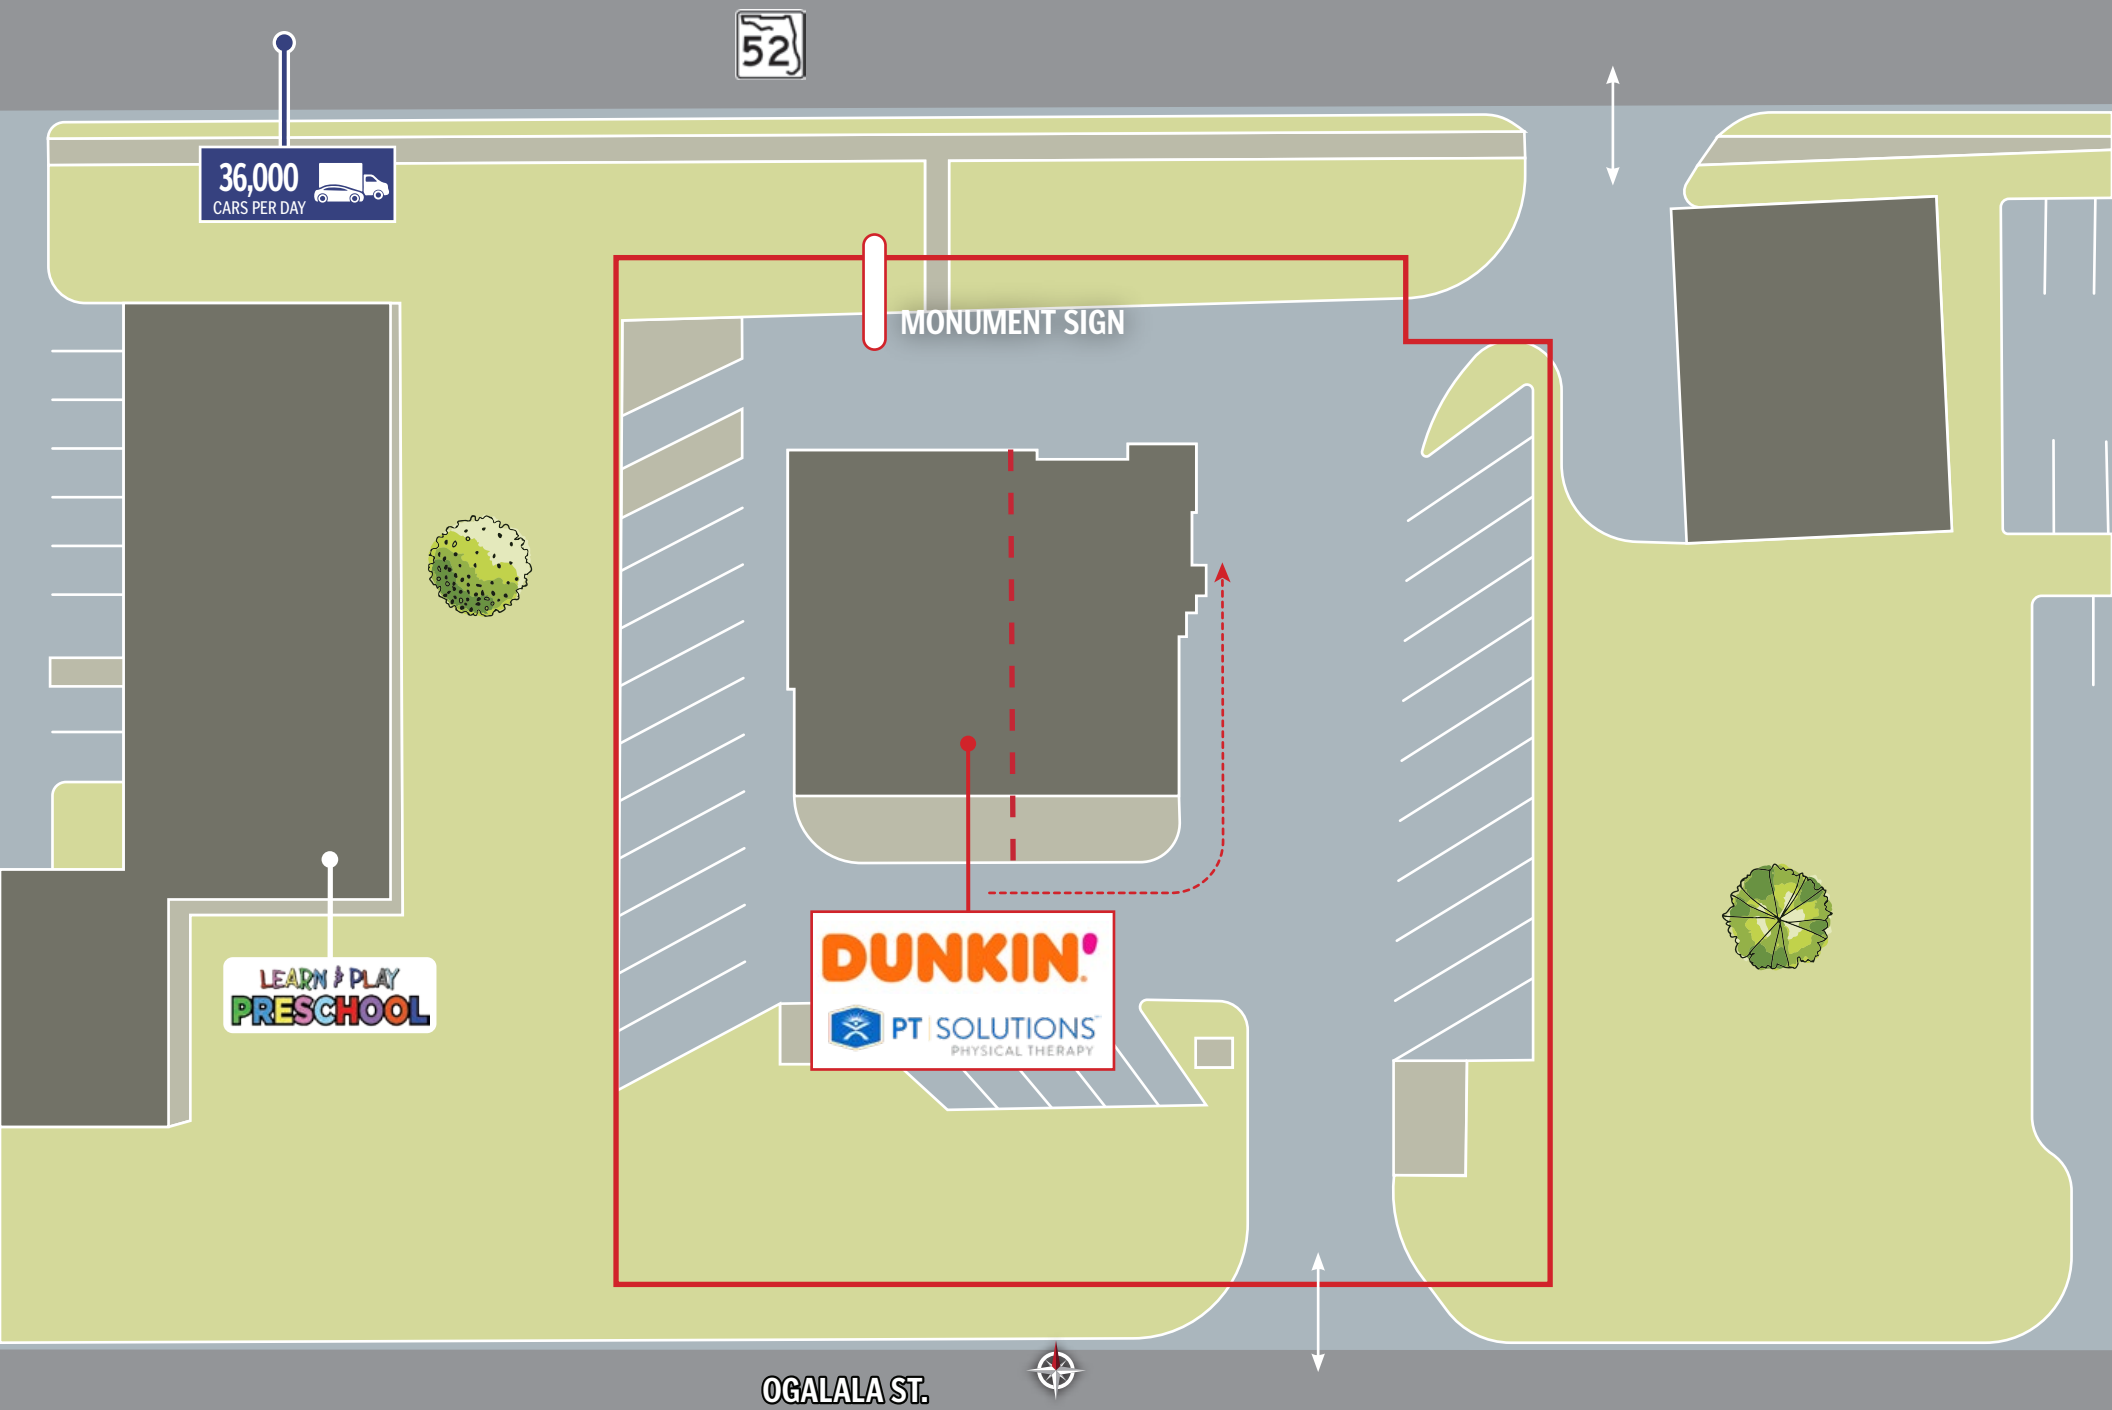 52
36,000
CARS PER DAY
MONUMENT SIGN
LEARN & PLAY
PRESCHOOL
DUNKIN'
PT SOLUTIONS
PHYSICAL THERAPY
OGALALA ST.